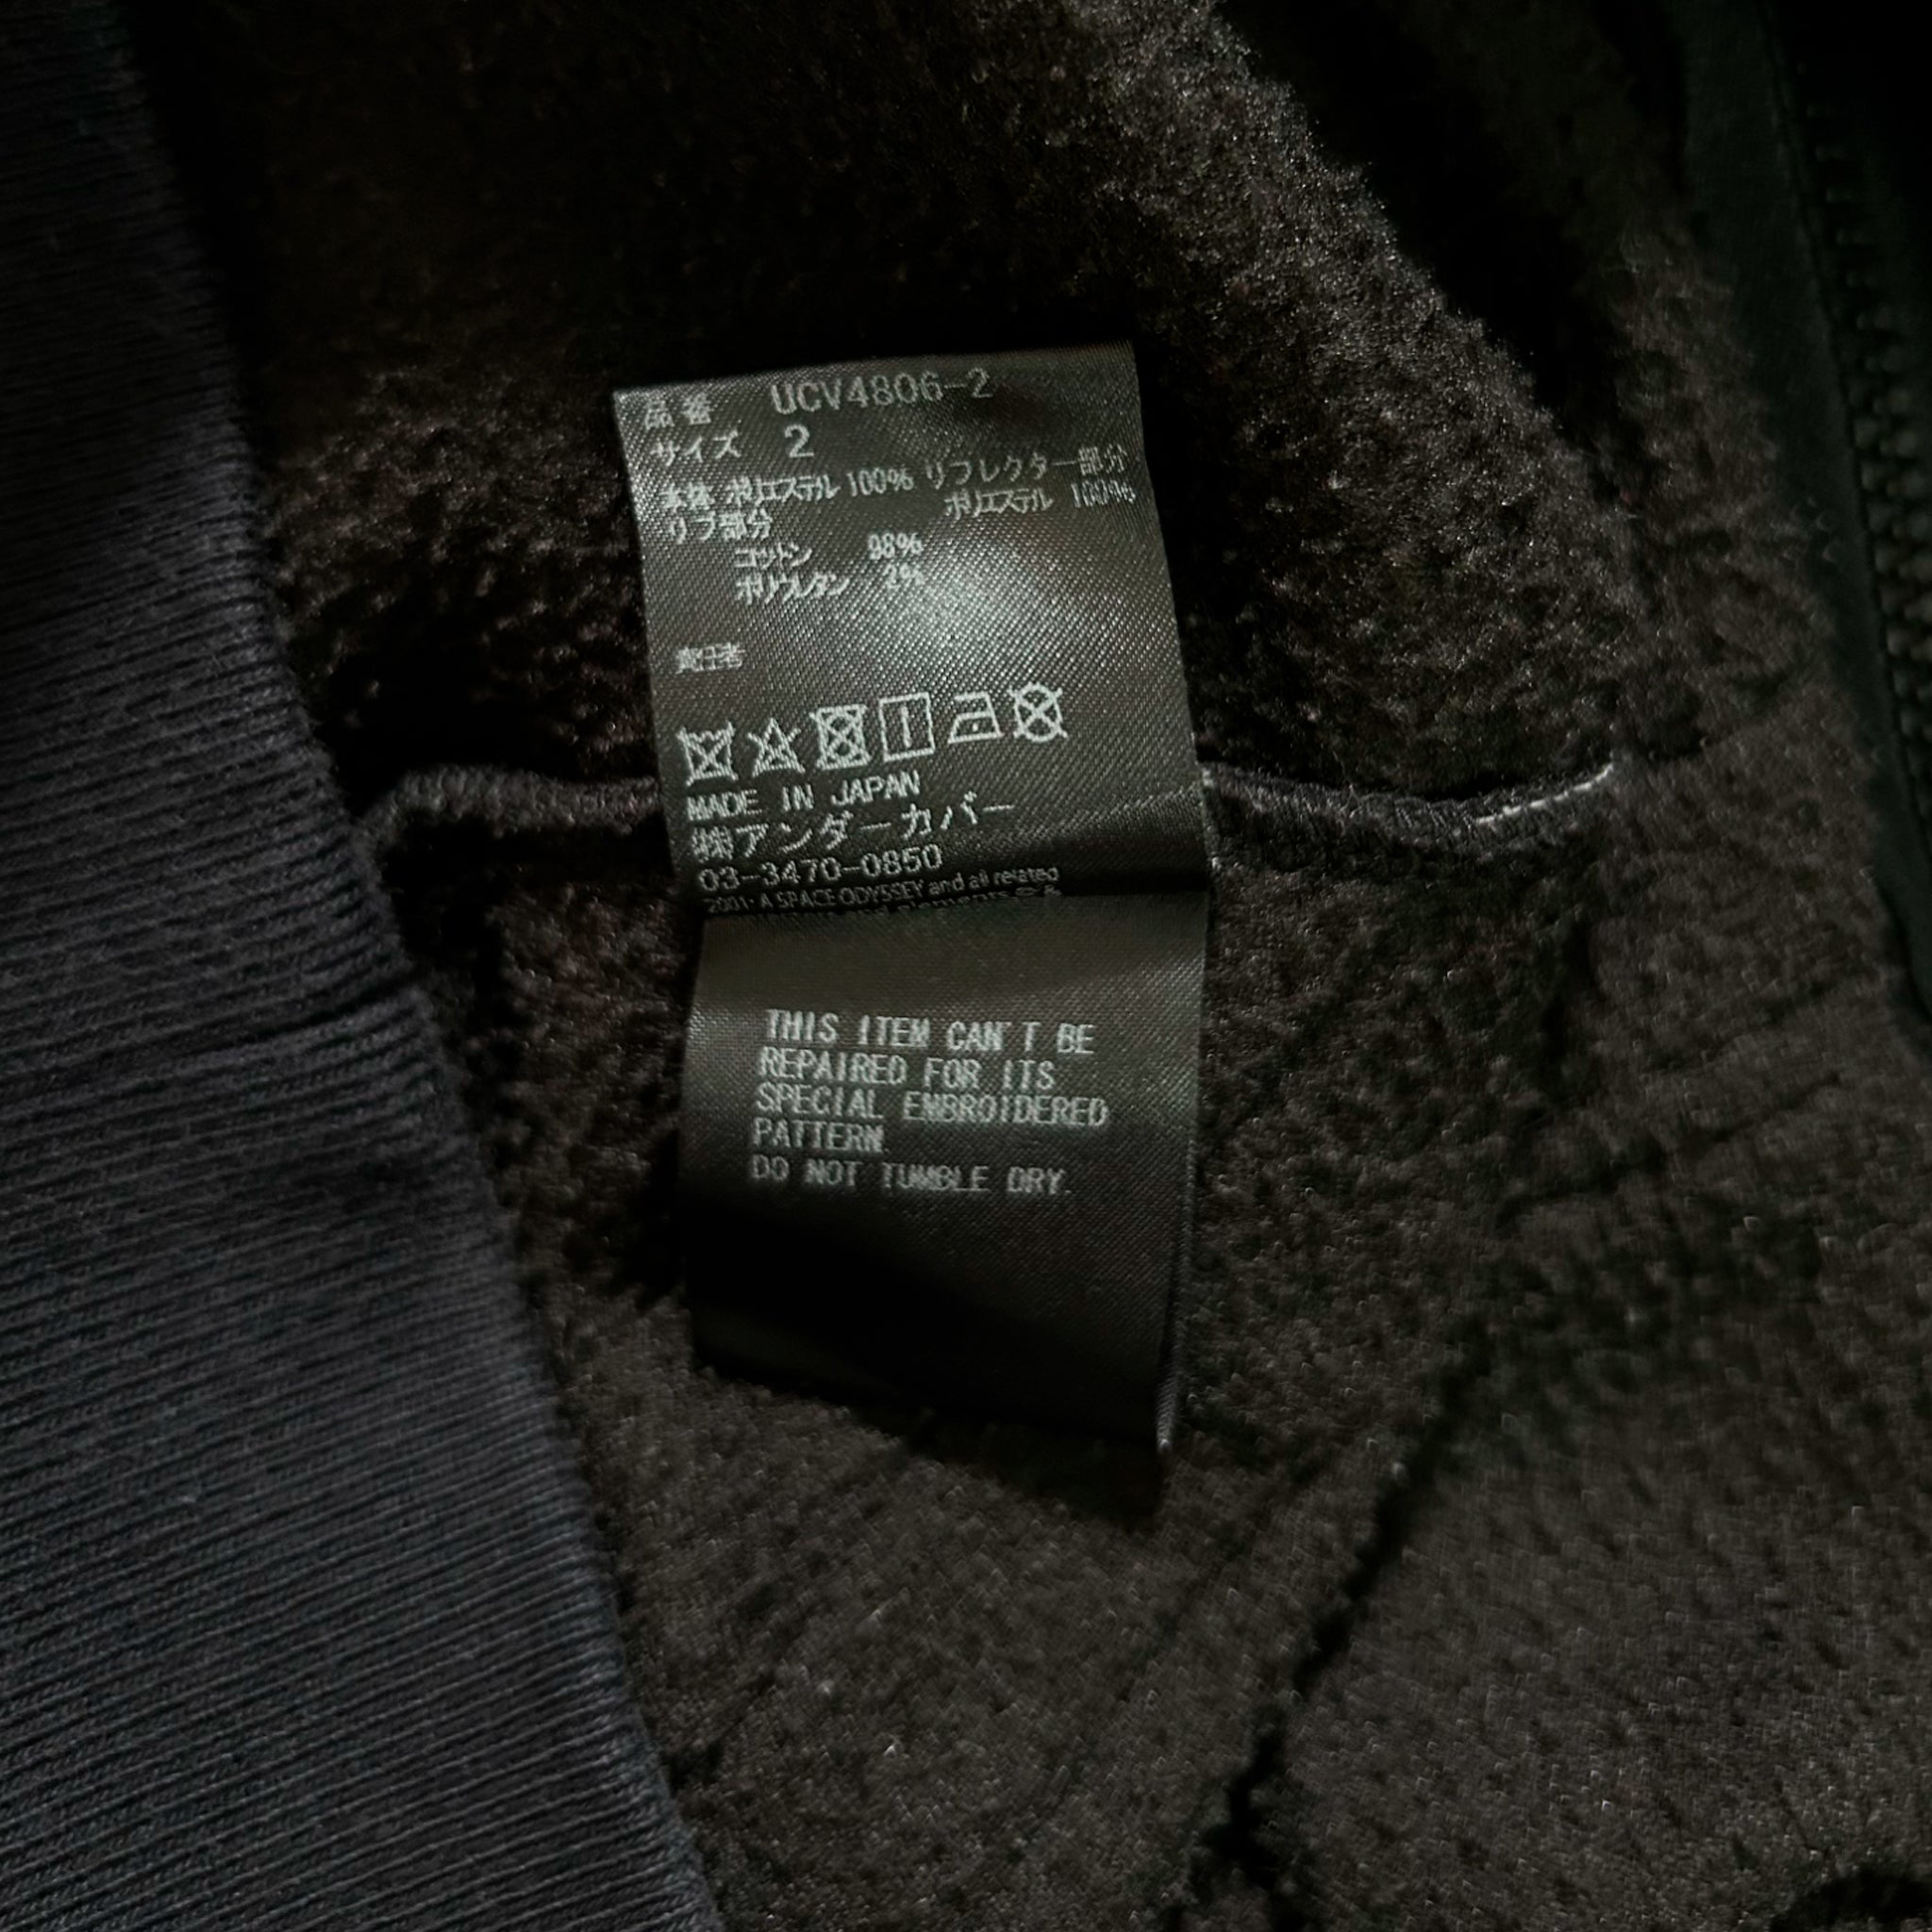 品番 UCV4806-2
サイズ 2
本体 ポリエステル 100% リフレクター部分
リブ部分 ポリエステル 100%
コットン 98%
ポリウレタン 2%
責任者
MADE IN JAPAN
㈱アンダーカバー
03-3470-0850
2001: A SPACE ODYSSEY and all related
THIS ITEM CAN'T BE
REPAIRED FOR ITS
SPECIAL EMBROIDERED
PATTERN.
DO NOT TUMBLE DRY.